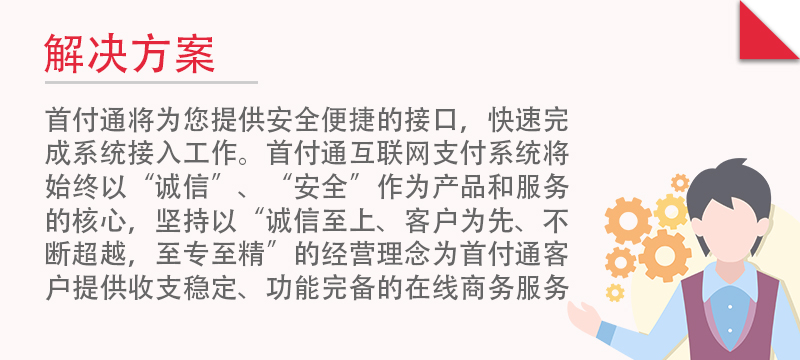 解决方案
首付通将为您提供安全便捷的接口，快速完
成系统接入工作。首付通互联网支付系统将
始终以“诚信”、“安全”作为产品和服务
的核心，坚持以“诚信至上、客户为先、不
断超越，至专至精”的经营理念为首付通客
户提供收支稳定、功能完备的在线商务服务